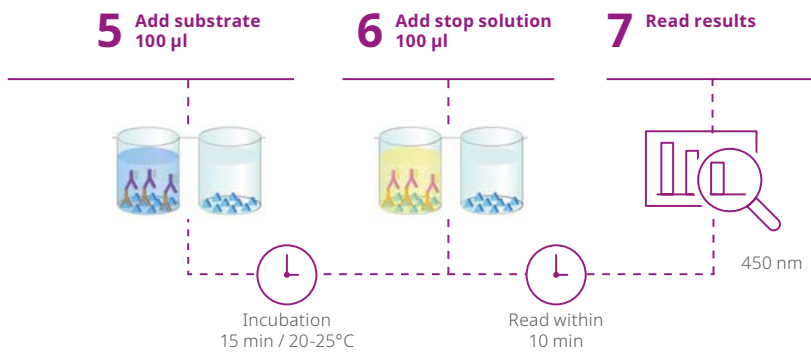 5 Add substrate
100 µl
6 Add stop solution
100 µl
7 Read results
450 nm
Incubation
15 min / 20-25°C
Read within
10 min